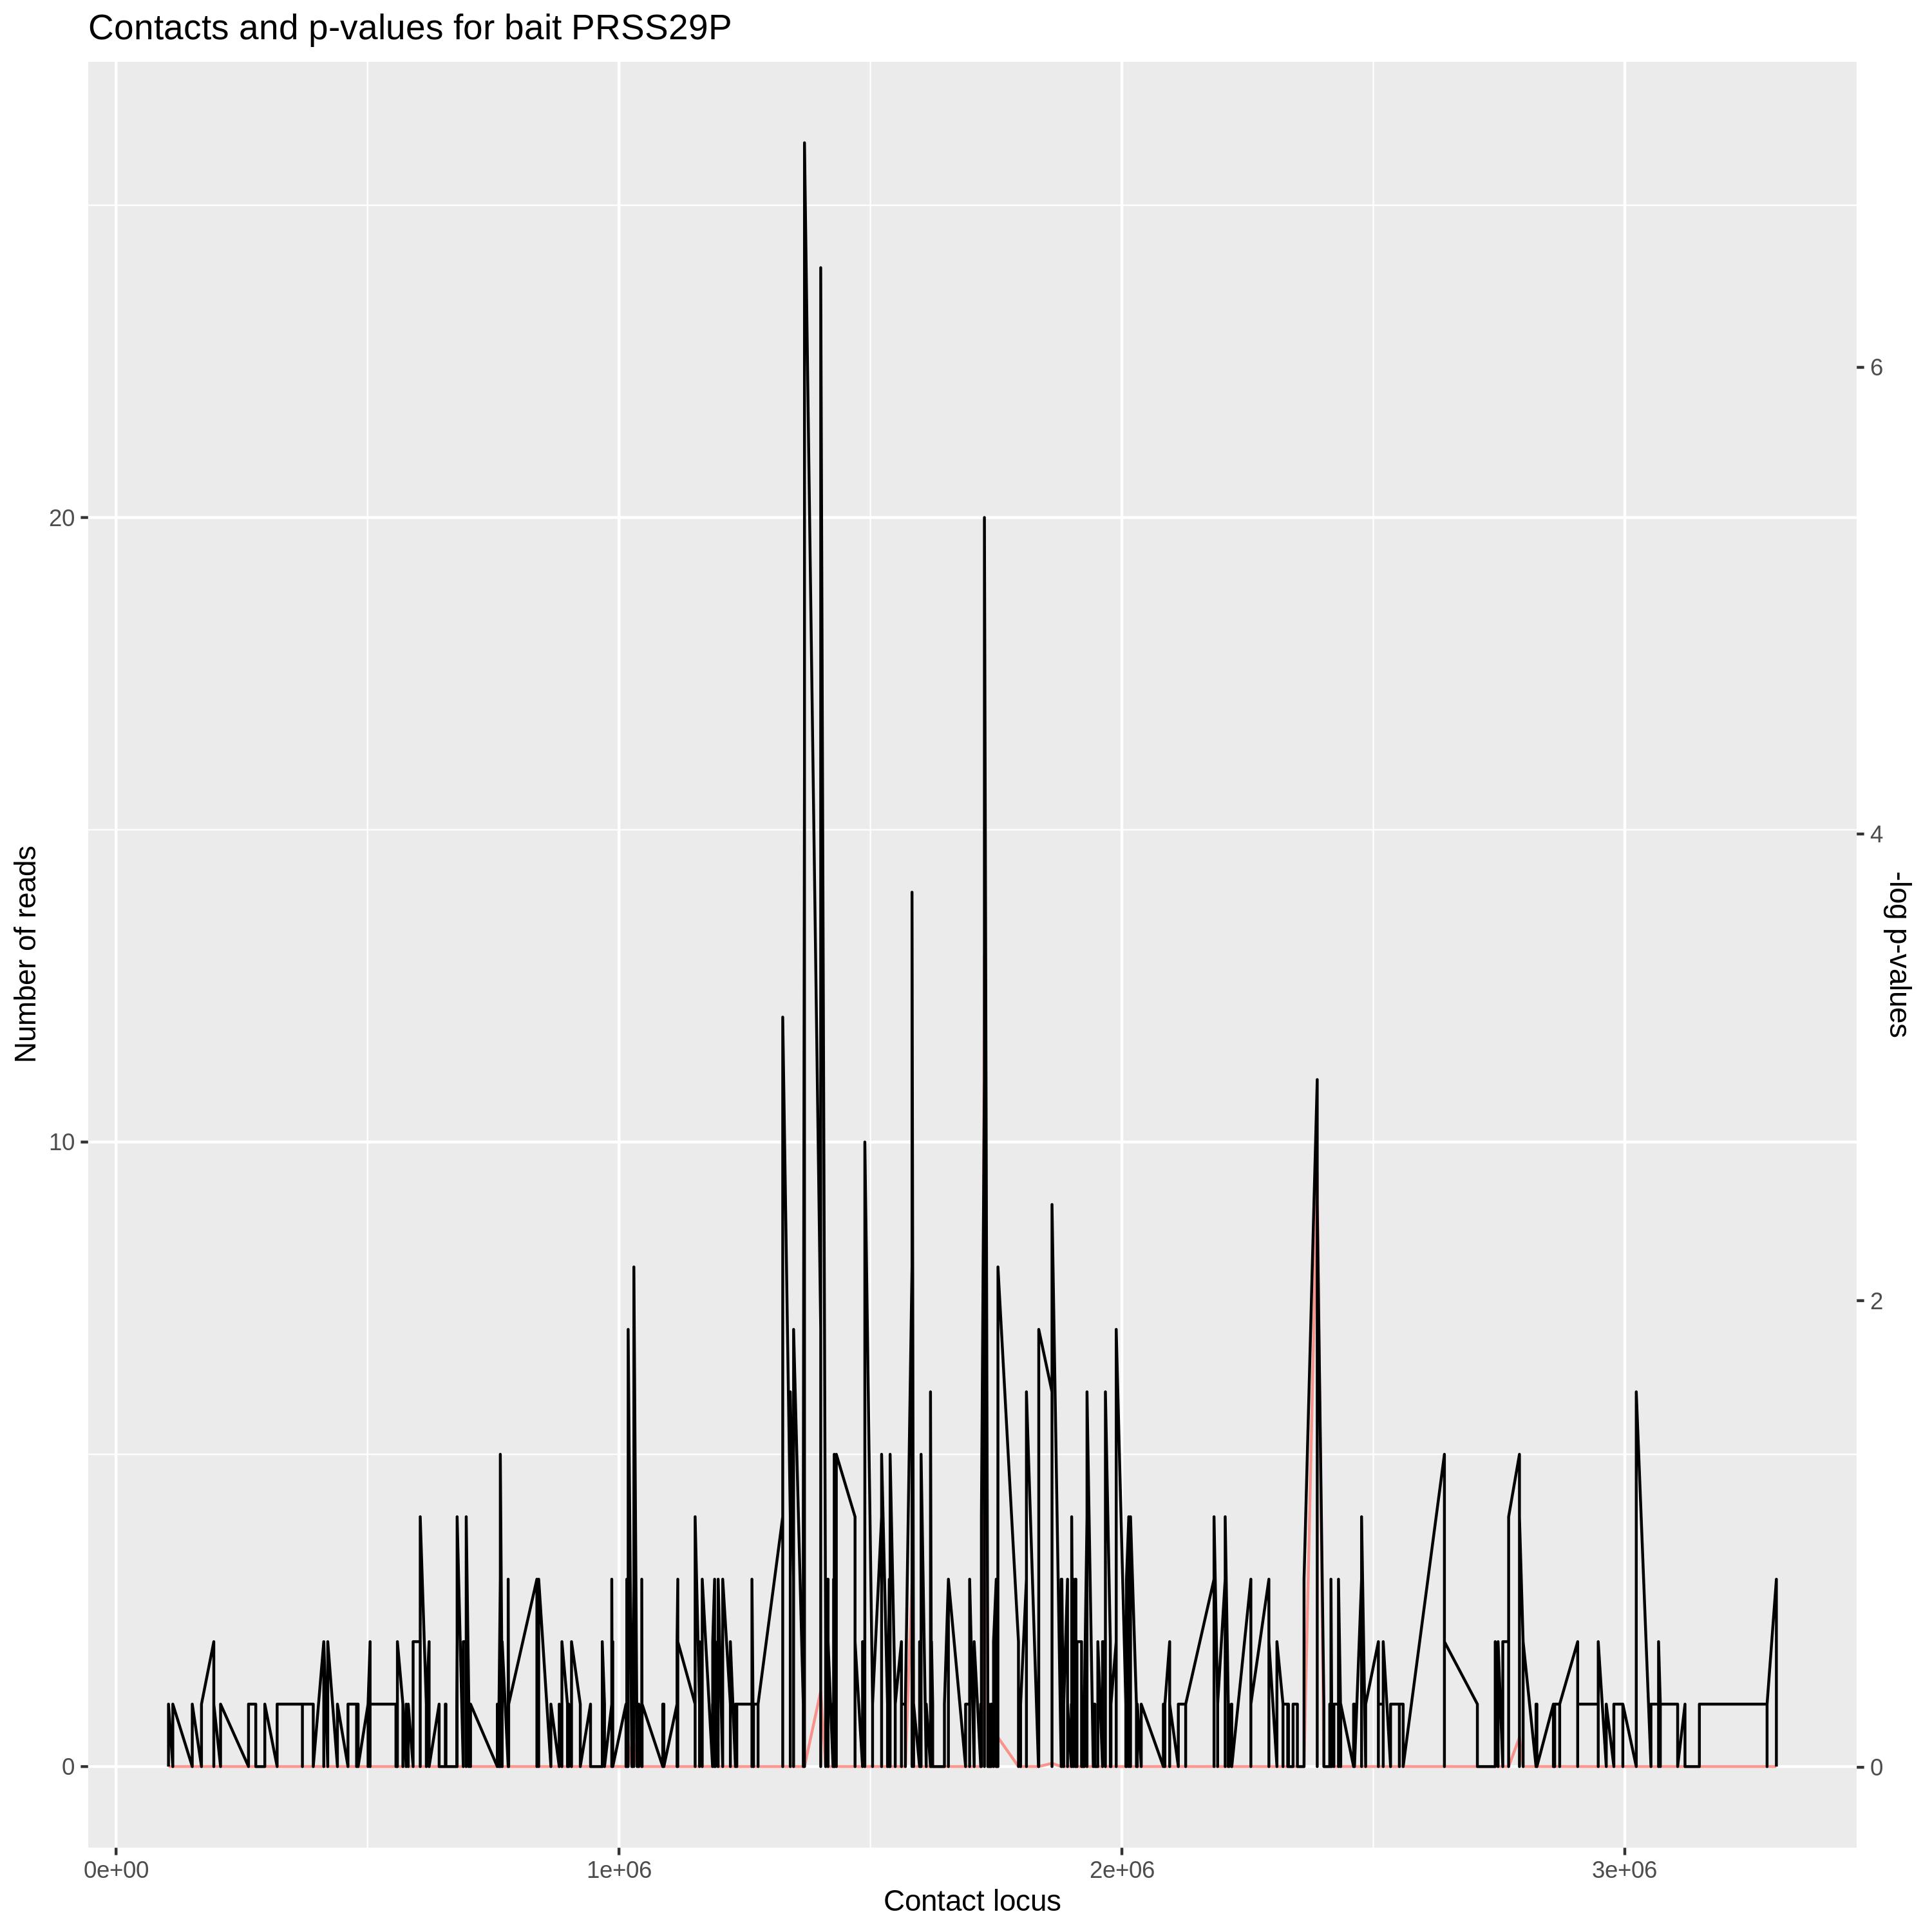 Contacts and p-values for bait PRSS29P
Number of reads
20
10
0
6
4
2
0
-log p-values
0e+00
1e+06
2e+06
3e+06
Contact locus